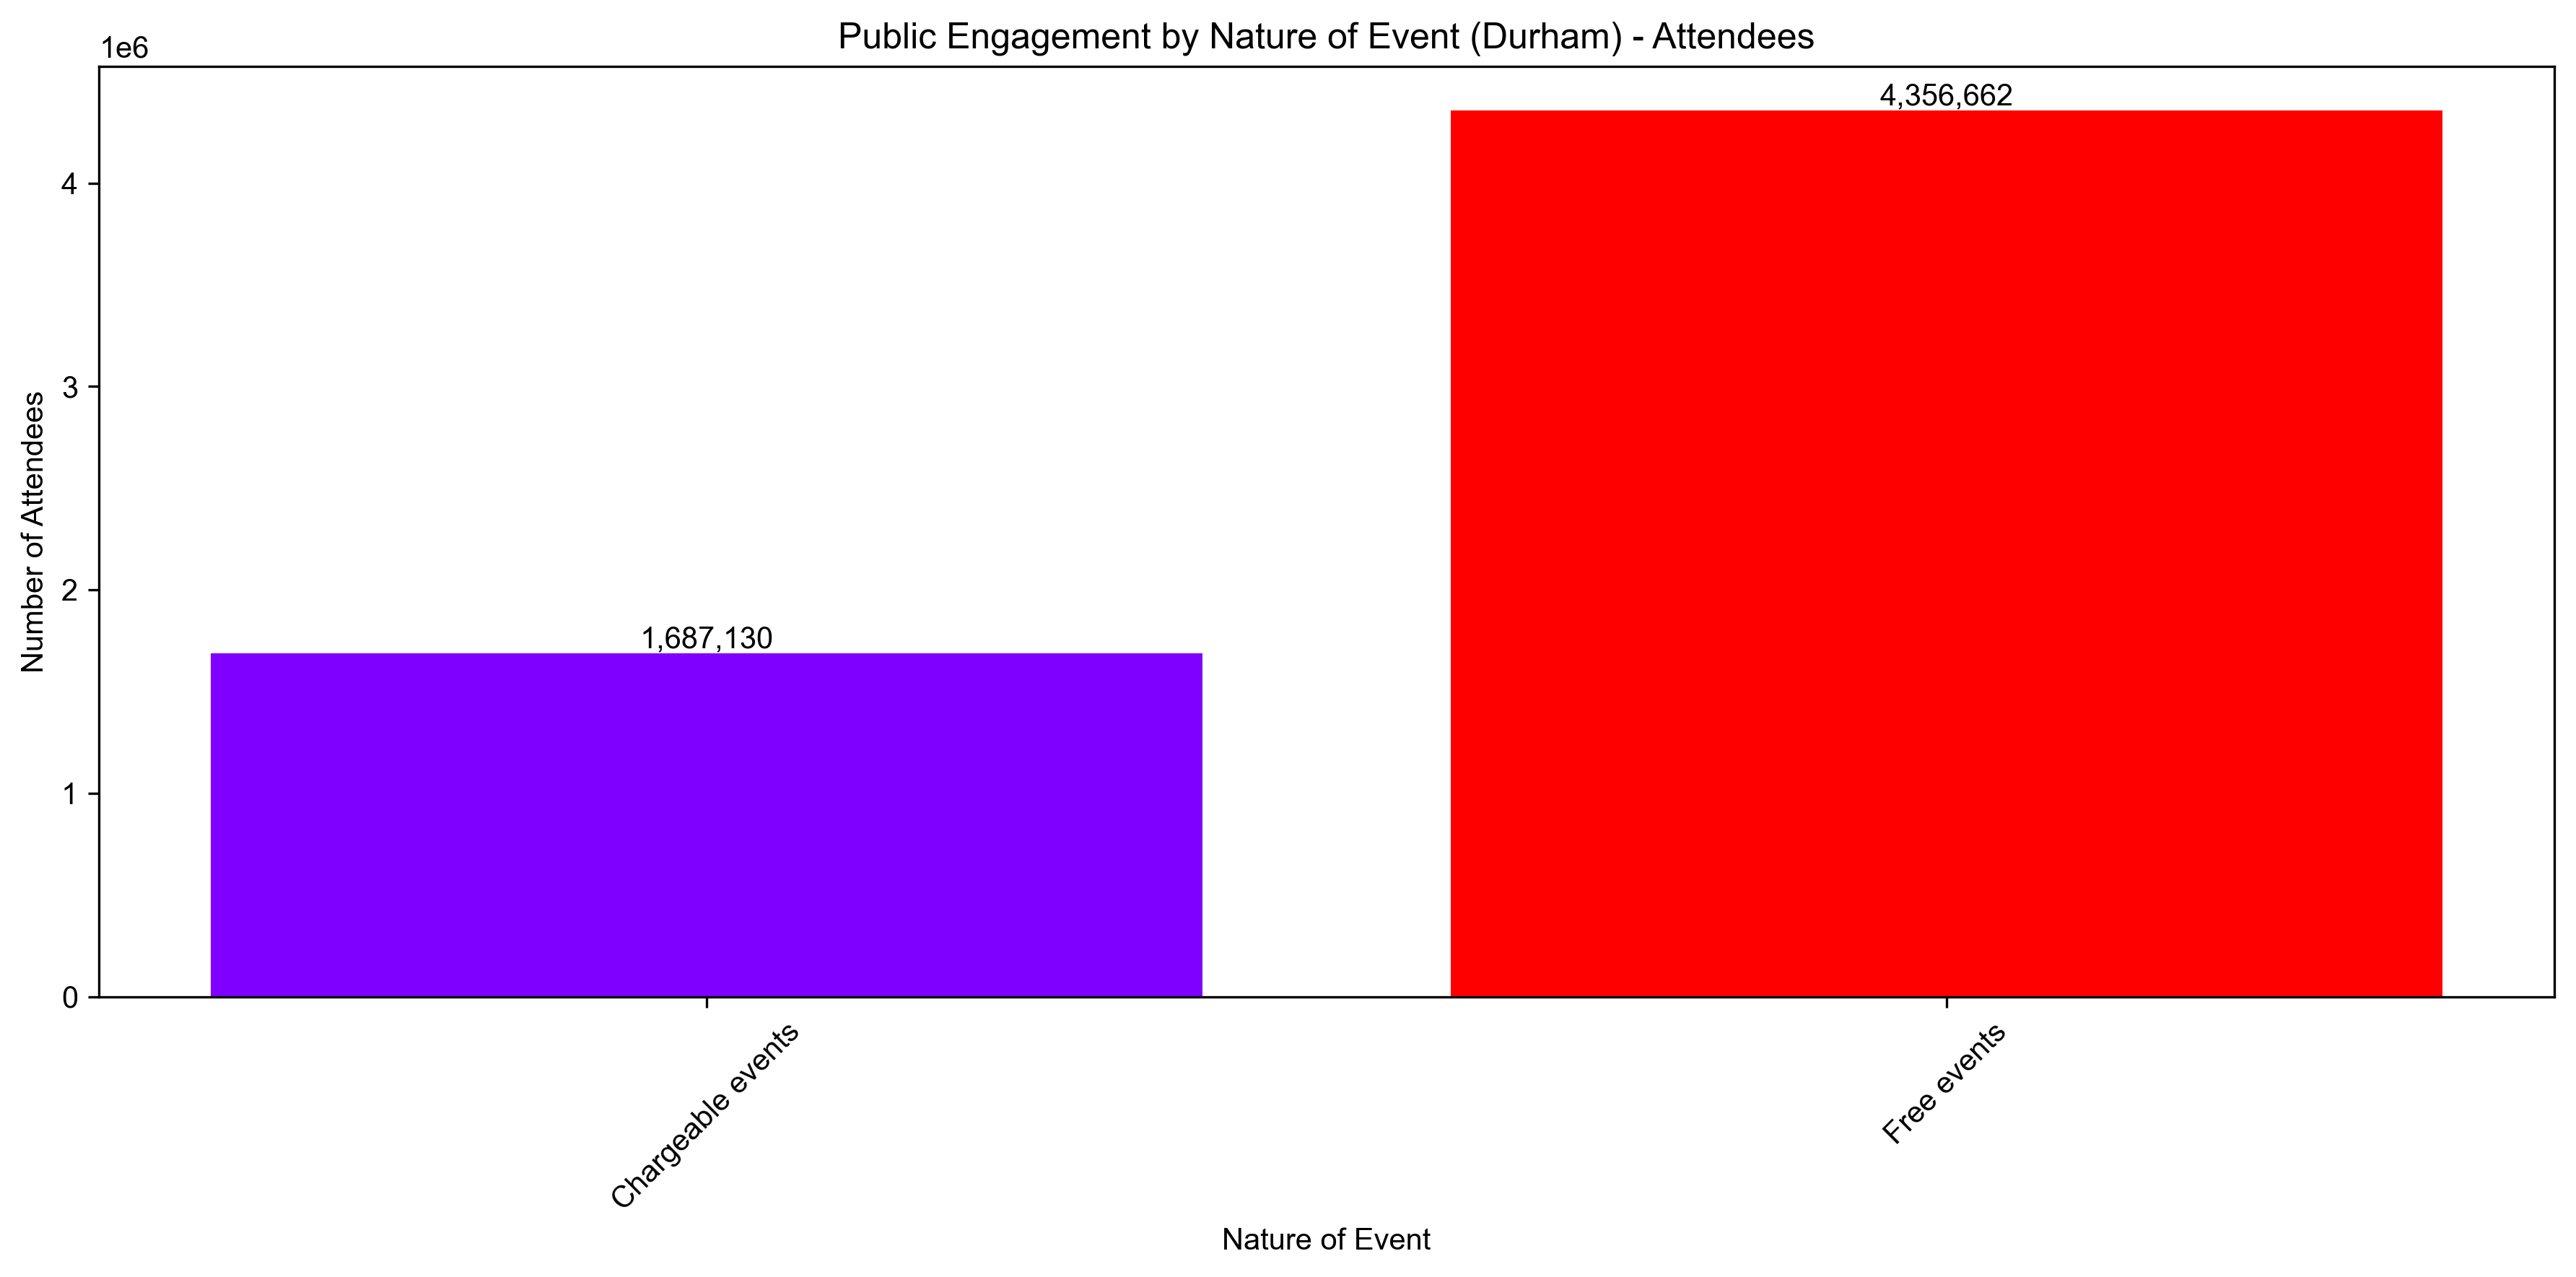 Public Engagement by Nature of Event (Durham) - Attendees
1e6
4,356,662
4
3
2
1,687,130
1
0
Number of Attendees
Chargeable events
Free events
Nature of Event